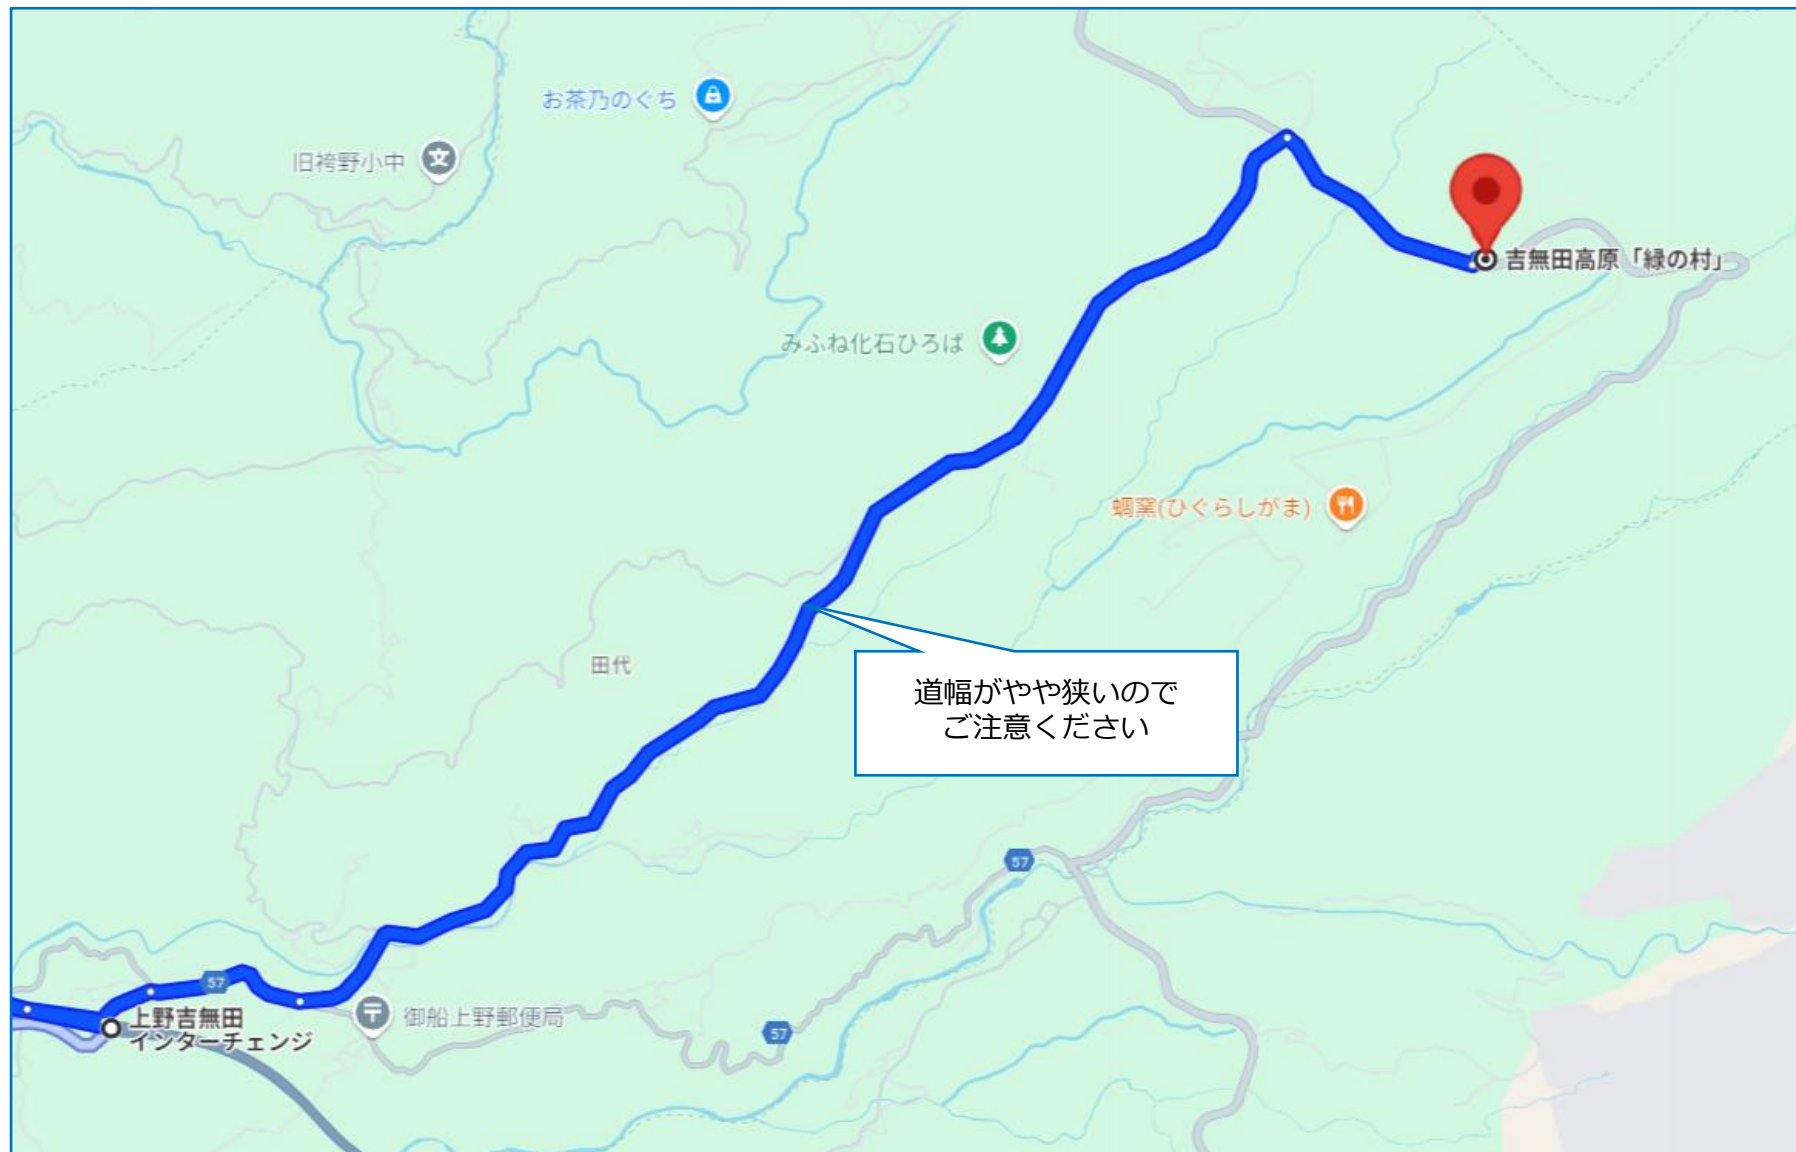 お茶乃のぐち
旧袴野小中
文
吉無田高原「緑の村」
みふね化石ひろば
蜩窯(ひぐらしがま)
田代
道幅がやや狭いので
ご注意ください
57
57
上野吉無田
インターチェンジ
御船上野郵便局
57